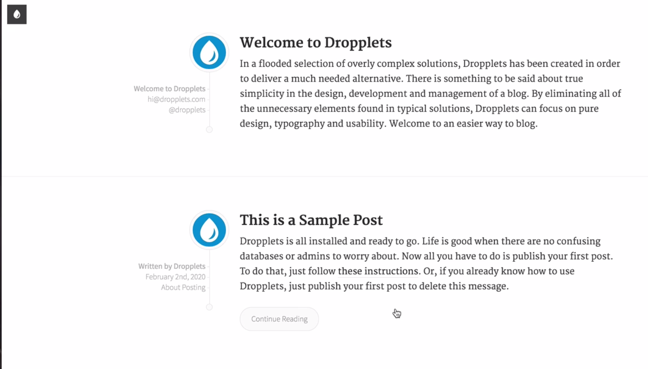 Welcome to Dropplets
In a flooded selection of overly complex solutions, Dropplets has been created in order
to deliver a much needed alternative. There is something to be said about true
simplicity in the design, development and management of a blog. By eliminating all of
the unnecessary elements found in typical solutions, Dropplets can focus on pure
design, typography and usability. Welcome to an easier way to blog.
Welcome to Dropplets
hi@dropplets.com
@dropplets
This is a Sample Post
Dropplets is all installed and ready to go. Life is good when there are no confusing
databases or admins to worry about. Now all you have to do is publish your first post.
To do that, just follow these instructions. Or, if you already know how to use
Dropplets, just publish your first post to delete this message.
Written by Dropplets
February 2nd, 2020
About Posting
Continue Reading